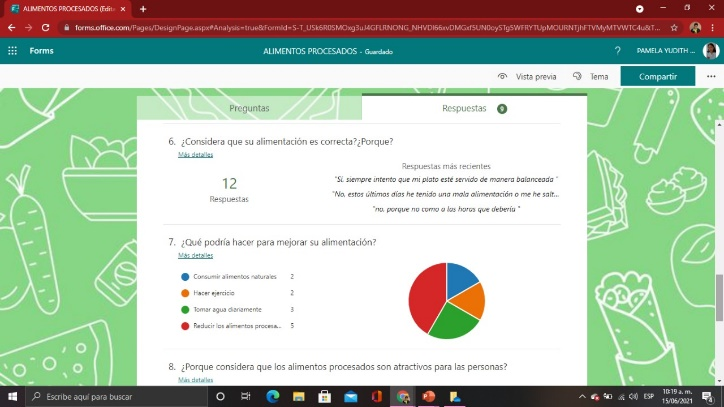 ALIMENTOS PROCESADOS (Edita
forms.office.com/Pages/DesignPage.aspx#Analysis=true&FormId=
Forms
ALIMENTOS PROCESADOS - Guardado
?
PAMELA YUDITH ...
Vista previa
Tema
Compartir
Preguntas
Respuestas 9
6. ¿Considera que su alimentación es correcta?¿Porque?
Más detalles
12
Respuestas
Respuestas más recientes
"Sí, siempre intento que mi plato esté servido de manera balanceada "
"No, estos últimos días he tenido una mala alimentación o me he salt...
"no, porque no como a las horas que debería "
7. ¿Qué podría hacer para mejorar su alimentación?
Más detalles
Consumir alimentos naturales 2
Hacer ejercicio 2
Tomar agua diariamente 3
Reducir los alimentos procesa... 5
8. ¿Porque considera que los alimentos procesados son atractivos para las personas?
Más detalles
Escribe aquí para buscar
ESP
10:19 a. m.
15/06/2021